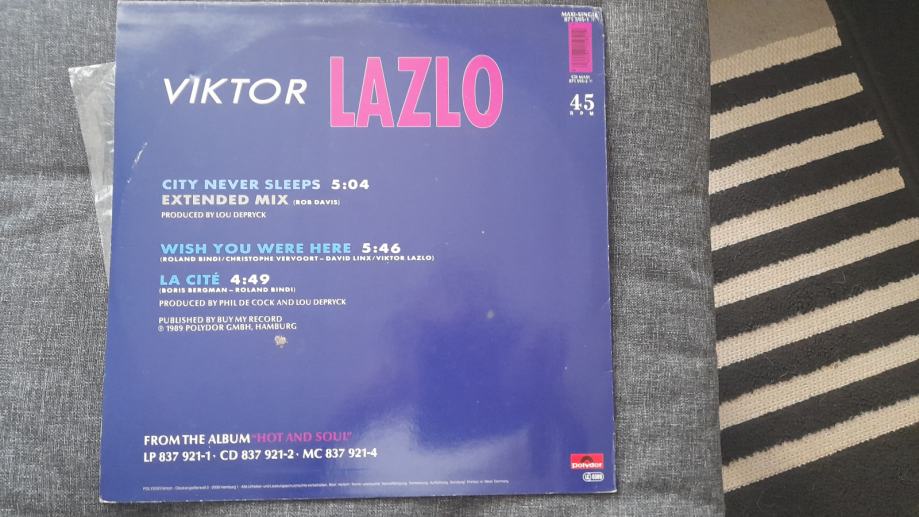 MAXI-SINGLE
VIKTOR LAZLO
45
RPM
CITY NEVER SLEEPS 5:04
EXTENDED MIX (ROB DAVIS)
PRODUCED BY LOU DEPRYCK
WISH YOU WERE HERE 5:46
(ROLAND BINDI/CHRISTOPHE VERVOORT–DAVID LINX/VIKTOR LAZLO)
LA CITÉ 4:49
(BORIS BERGMAN–ROLAND BINDI)
PRODUCED BY PHIL DE COCK AND LOU DEPRYCK
PUBLISHED BY BUY MY RECORD
℗ 1989 POLYDOR GMBH, HAMBURG
FROM THE ALBUM "HOT AND SOUL"
LP 837 921-1 · CD 837 921-2 · MC 837 921-4
polydor